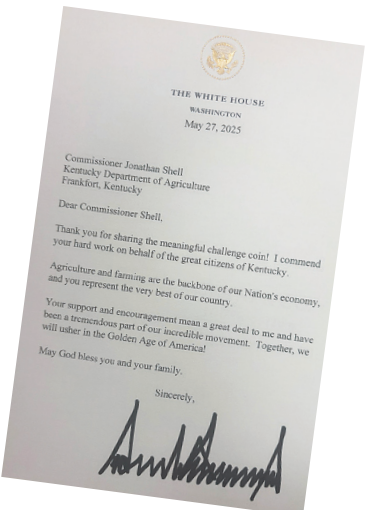 THE WHITE HOUSE
WASHINGTON
May 27, 2025
Commissioner Jonathan Shell
Kentucky Department of Agriculture
Frankfort, Kentucky
Dear Commissioner Shell,
Thank you for sharing the meaningful challenge coin! I commend
your hard work on behalf of the great citizens of Kentucky.
Agriculture and farming are the backbone of our Nation's economy,
and you represent the very best of our country.
Your support and encouragement mean a great deal to me and have
been a tremendous part of our incredible movement. Together, we
will usher in the Golden Age of America!
May God bless you and your family.
Sincerely,